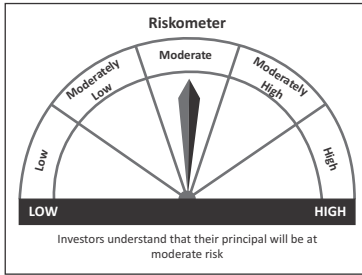 Riskometer
Moderate
Moderately
Low
Moderately
High
Low
High
LOW
HIGH
Investors understand that their principal will be at
moderate risk